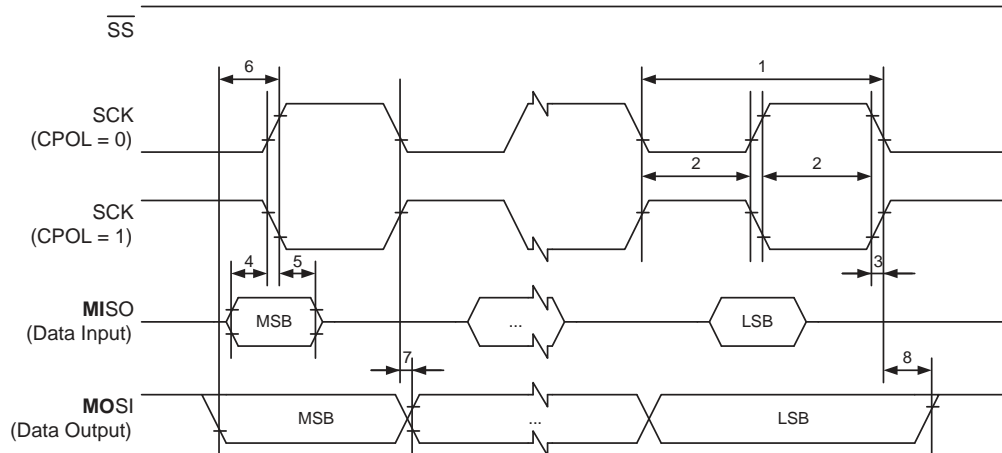 SS
6
1
SCK
(CPOL = 0)
2
2
SCK
(CPOL = 1)
4
5
3
MISO
(Data Input)
MSB
...
LSB
7
8
MOSI
(Data Output)
MSB
...
LSB